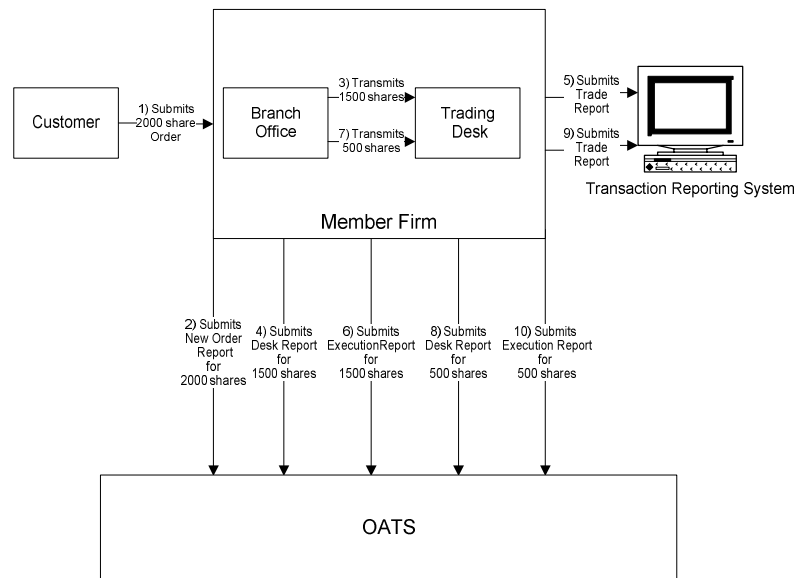 Customer
1) Submits
2000 share
Order
Branch
Office
3) Transmits
1500 shares
7) Transmits
500 shares
Trading
Desk
Member Firm
5) Submits
Trade
Report
9) Submits
Trade
Report
Transaction Reporting System
2) Submits
New Order
Report
for
2000 shares
4) Submits
Desk Report
for
1500 shares
6) Submits
ExecutionReport
for
1500 shares
8) Submits
Desk Report
for
500 shares
10) Submits
Execution Report
for
500 shares
OATS